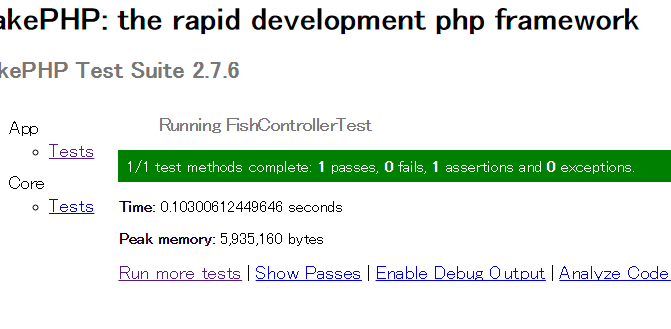 akePHP: the rapid development php framework
kePHP Test Suite 2.7.6
App
Tests
Core
Tests
Running FishControllerTest
1/1 test methods complete: 1 passes, 0 fails, 1 assertions and 0 exceptions.
Time: 0.10300612449646 seconds
Peak memory: 5,935,160 bytes
Run more tests | Show Passes | Enable Debug Output | Analyze Code